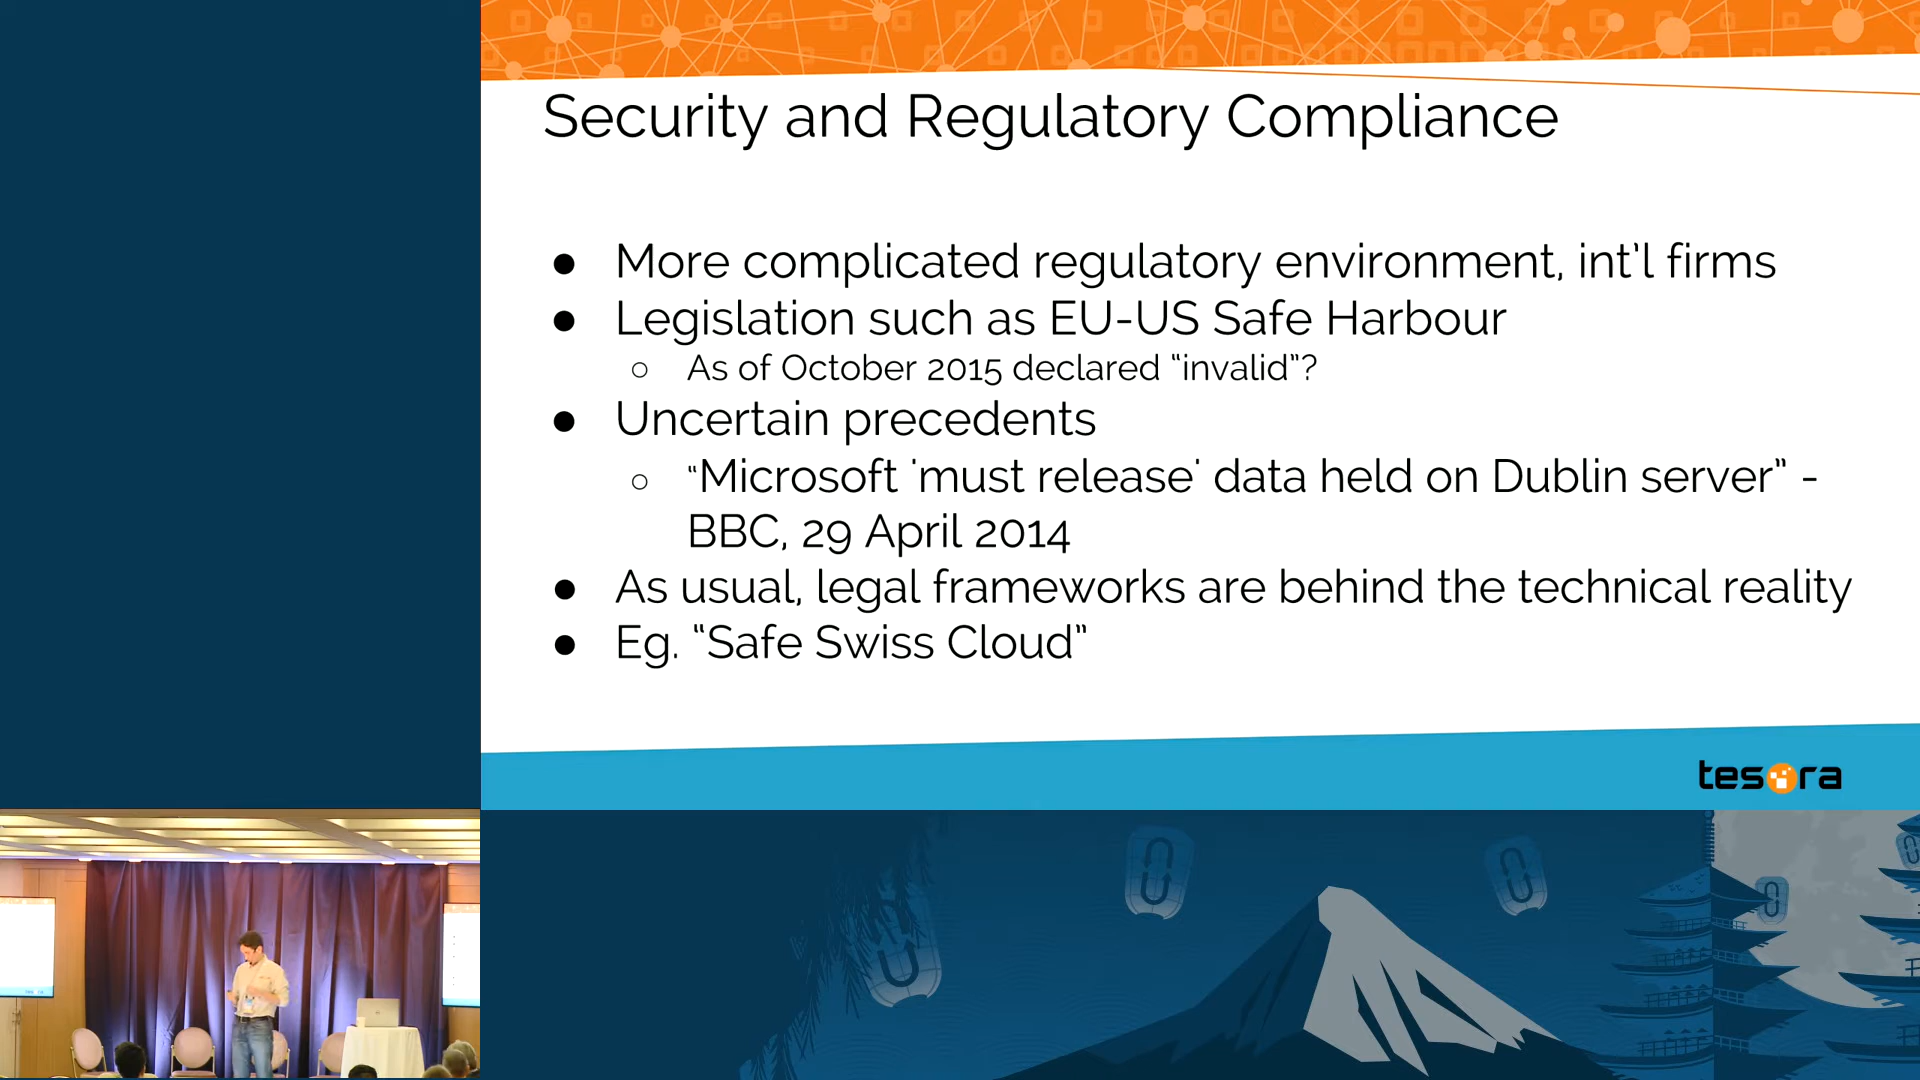 Security and Regulatory Compliance
● More complicated regulatory environment, int'l firms
● Legislation such as EU-US Safe Harbour
○ As of October 2015 declared “invalid”?
● Uncertain precedents
○ “Microsoft 'must release' data held on Dublin server” -
BBC, 29 April 2014
● As usual, legal frameworks are behind the technical reality
● Eg. “Safe Swiss Cloud”
tesora